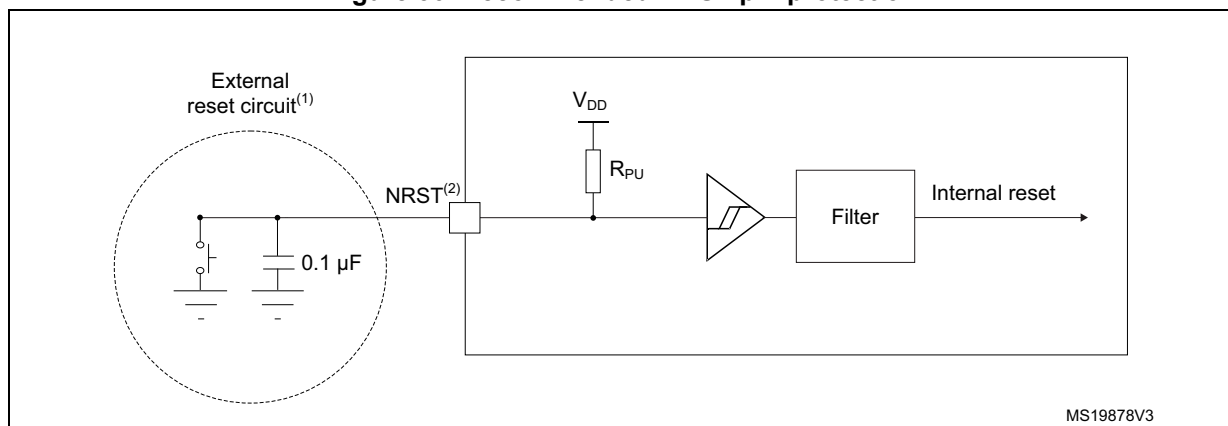 External
reset circuit(1)
VDD
RPU
NRST(2)
Internal reset
Filter
0.1 µF
MS19878V3